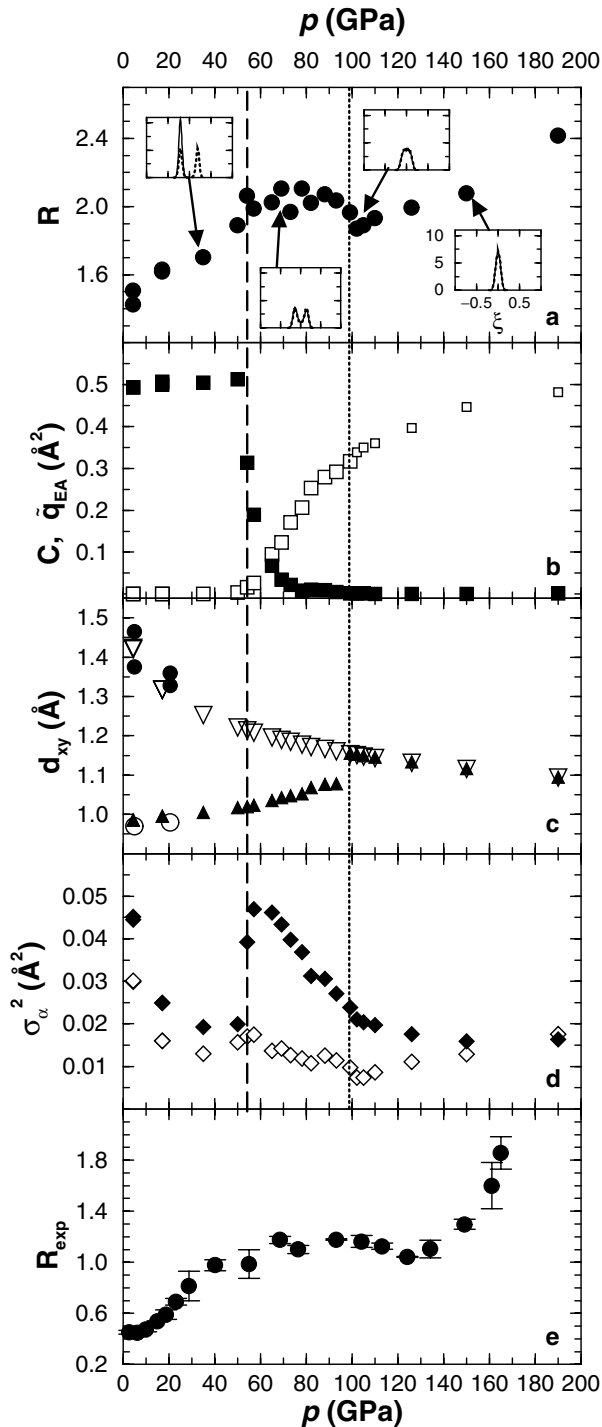 p (GPa)
0 20 40 60 80 100 120 140 160 180 200
2.4
2.0
1.6
R
10
5
0
−0.5 0.5
ξ
a
0.5
0.4
0.3
0.2
0.1
C, q̃EA (Å²)
b
1.5
1.4
1.3
1.2
1.1
1.0
dxy (Å)
c
0.05
0.04
0.03
0.02
0.01
σα² (Å²)
d
1.8
1.4
1.0
0.6
0.2
Rexp
e
0 20 40 60 80 100 120 140 160 180 200
p (GPa)